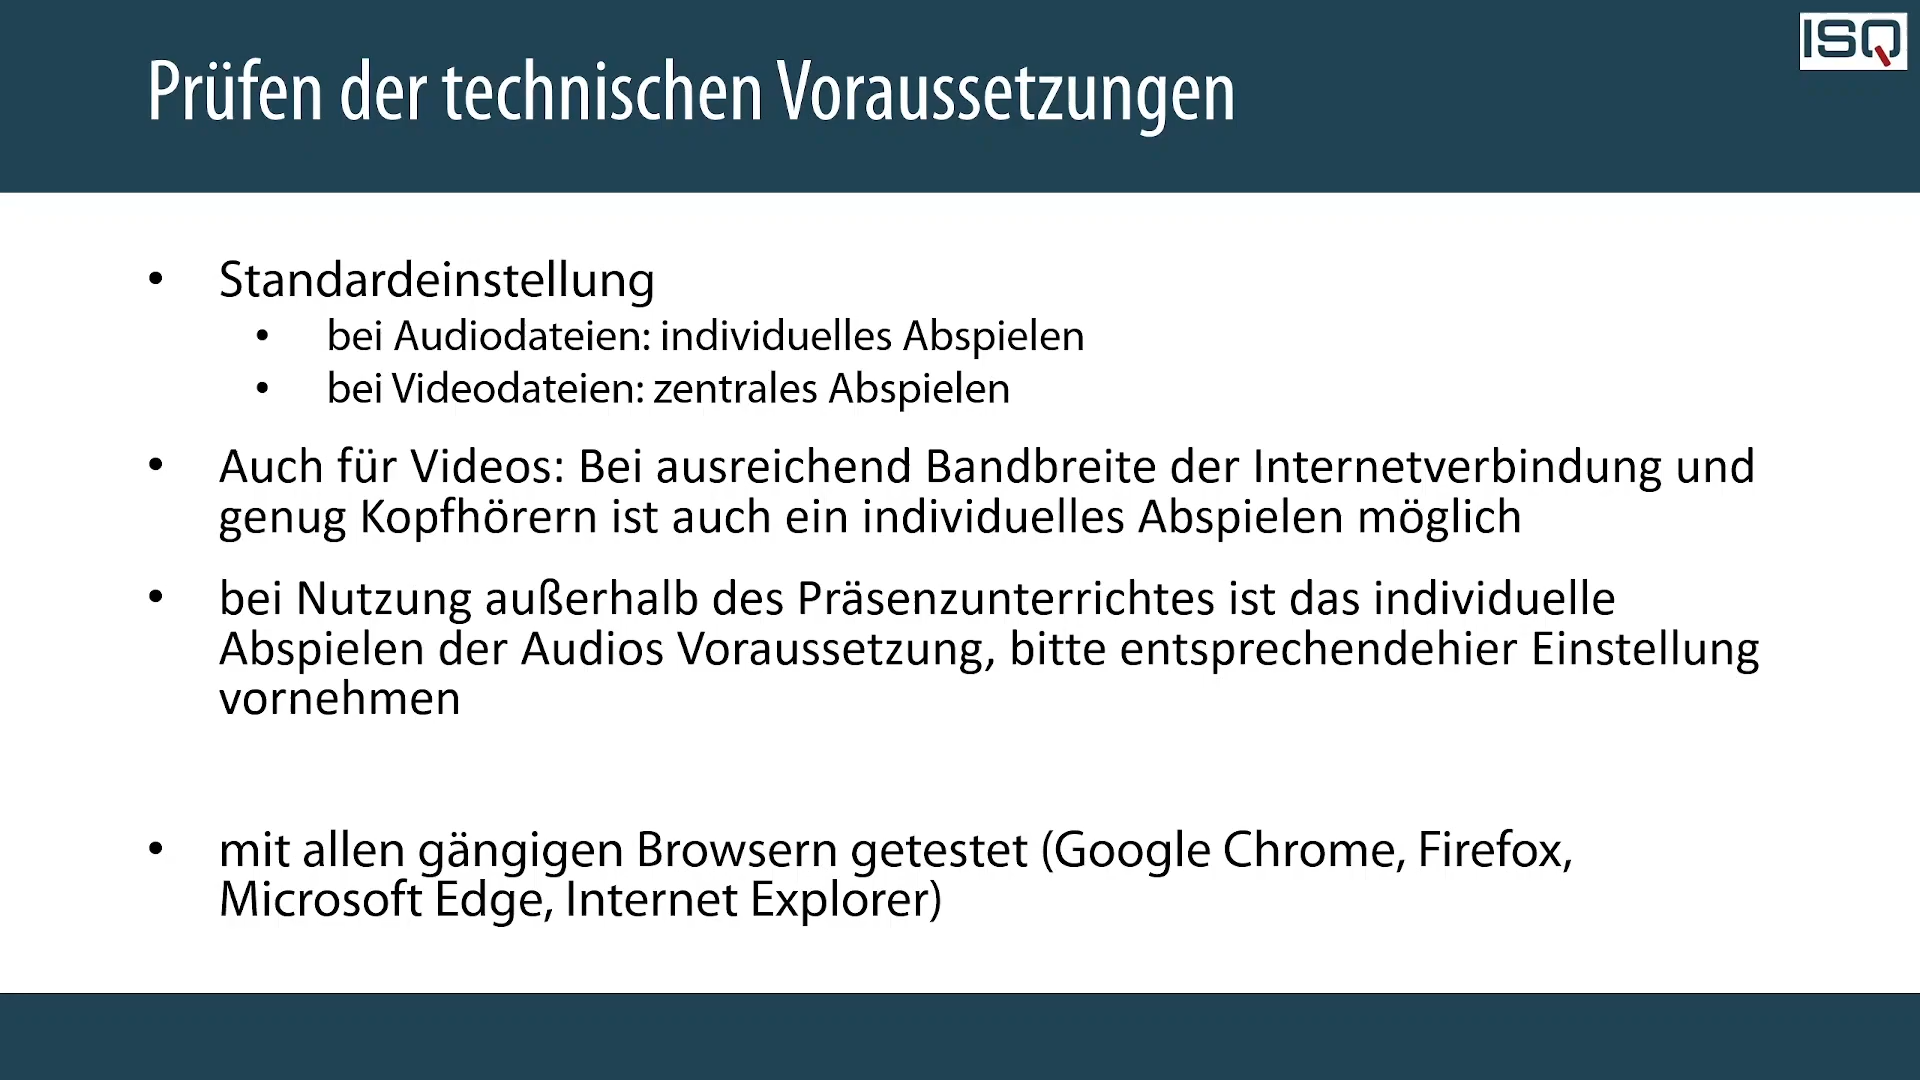 ISQ
Prüfen der technischen Voraussetzungen
• Standardeinstellung
• bei Audiodateien: individuelles Abspielen
• bei Videodateien: zentrales Abspielen
• Auch für Videos: Bei ausreichend Bandbreite der Internetverbindung und
genug Kopfhörern ist auch ein individuelles Abspielen möglich
• bei Nutzung außerhalb des Präsenzunterrichtes ist das individuelle
Abspielen der Audios Voraussetzung, bitte entsprechendehier Einstellung
vornehmen
• mit allen gängigen Browsern getestet (Google Chrome, Firefox,
Microsoft Edge, Internet Explorer)